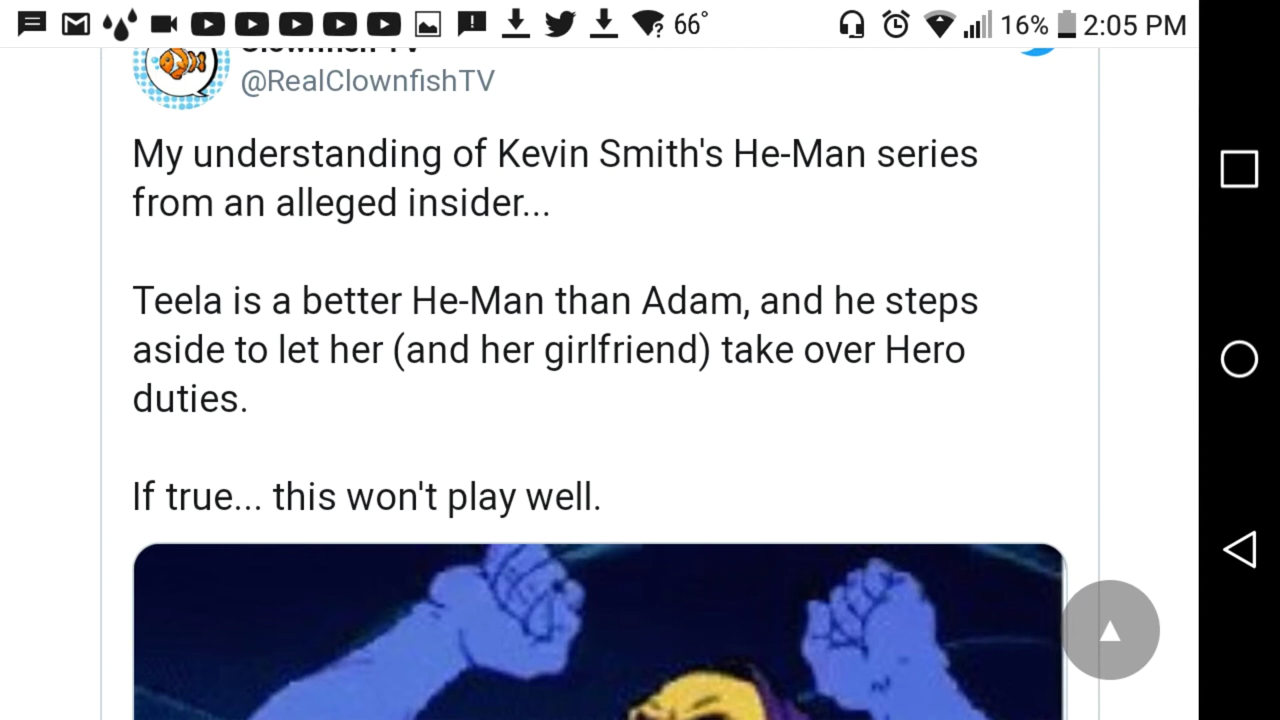 66°
16%
2:05 PM
@RealClownfishTV
My understanding of Kevin Smith's He-Man series
from an alleged insider...
Teela is a better He-Man than Adam, and he steps
aside to let her (and her girlfriend) take over Hero
duties.
If true... this won't play well.